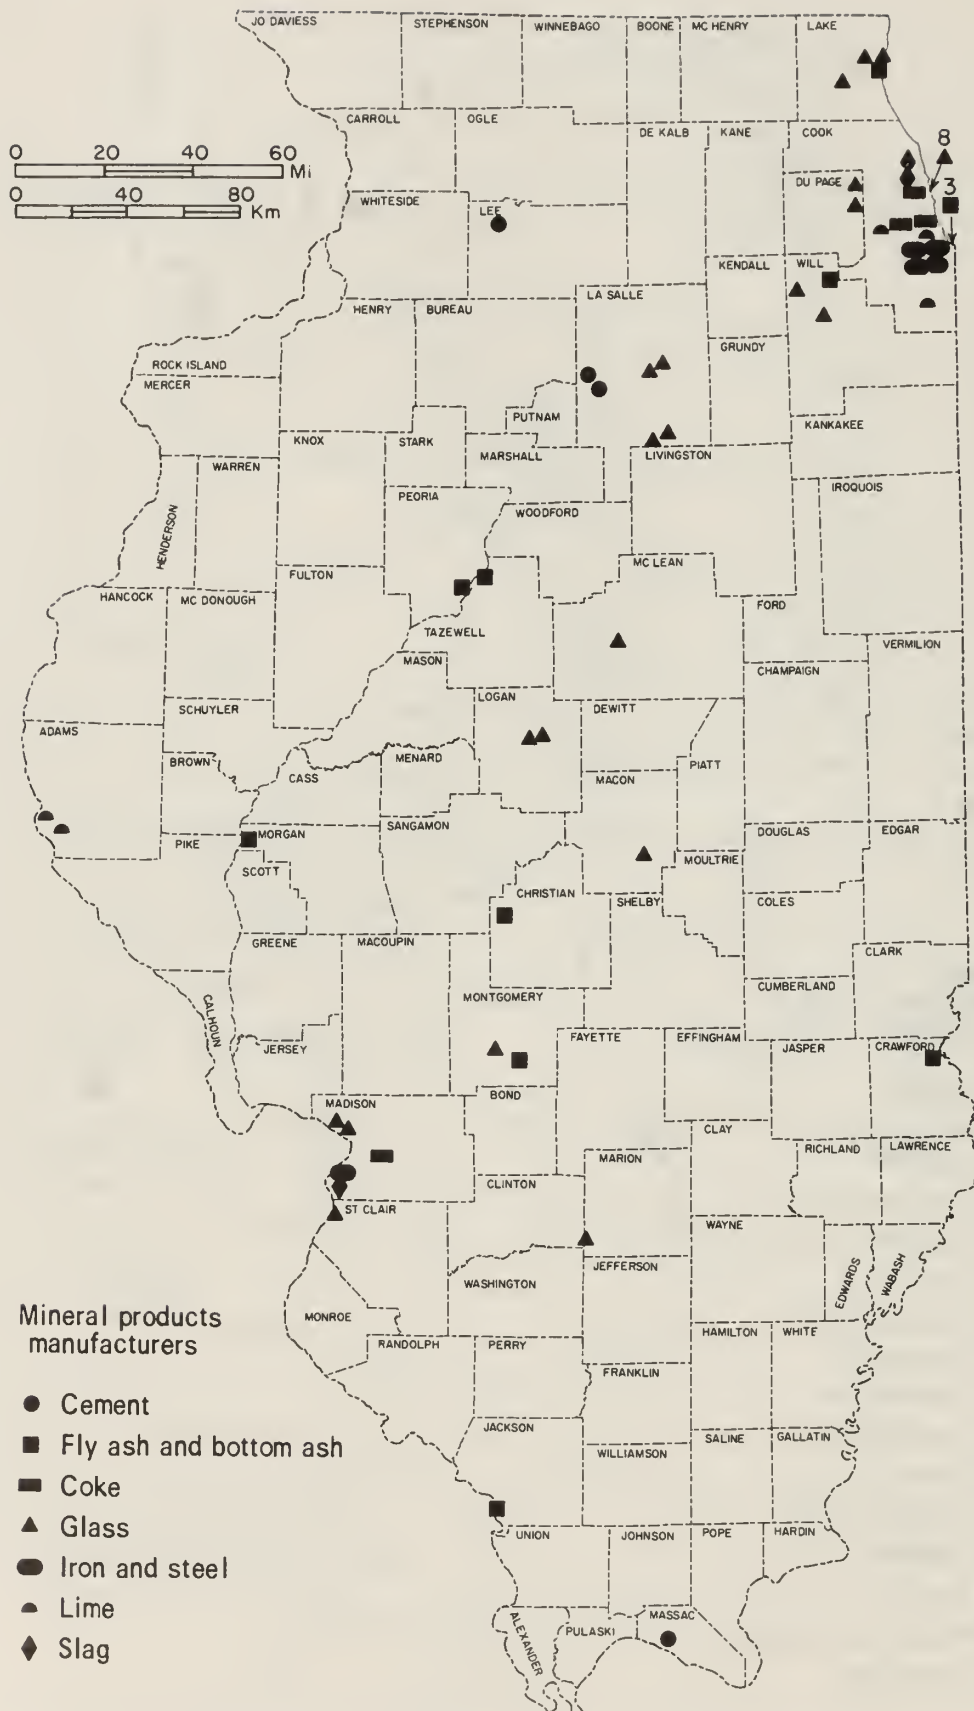 JO DAVIESS
STEPHENSON
WINNEBAGO
BOONE
MC HENRY
LAKE
CARROLL
OGLE
DE KALB
KANE
COOK
0 20 40 60
Mi
0 40 80
Km
8
3
DU PAGE
WHITESIDE
LEE
KENDALL
WILL
HENRY
BUREAU
LA SALLE
GRUNDY
ROCK ISLAND
MERCER
PUTNAM
KANKAKEE
KNOX
STARK
MARSHALL
LIVINGSTON
WARREN
PEORIA
IROQUOIS
WOODFORD
HENDERSON
FULTON
MC LEAN
HANCOCK
MC DONOUGH
FORD
TAZEWELL
VERMILION
MASON
CHAMPAIGN
LOGAN
DEWITT
SCHUYLER
ADAMS
BROWN
CASS
MENARD
PIATT
MACON
SANGAMON
MORGAN
DOUGLAS
EDGAR
PIKE
SCOTT
MOULTRIE
CHRISTIAN
SHELBY
COLES
GREENE
MACOUPIN
CLARK
CUMBERLAND
MONTGOMERY
CALHOUN
JERSEY
FAYETTE
EFFINGHAM
JASPER
CRAWFORD
BOND
MADISON
CLAY
RICHLAND
LAWRENCE
MARION
CLINTON
ST CLAIR
WAYNE
JEFFERSON
EDWARDS
WABASH
WASHINGTON
MONROE
RANDOLPH
PERRY
HAMILTON
WHITE
FRANKLIN
JACKSON
SALINE
GALLATIN
WILLIAMSON
UNION
JOHNSON
POPE
HARDIN
MASSAC
PULASKI
ALEXANDER
Mineral products
manufacturers
Cement
Fly ash and bottom ash
Coke
Glass
Iron and steel
Lime
Slag